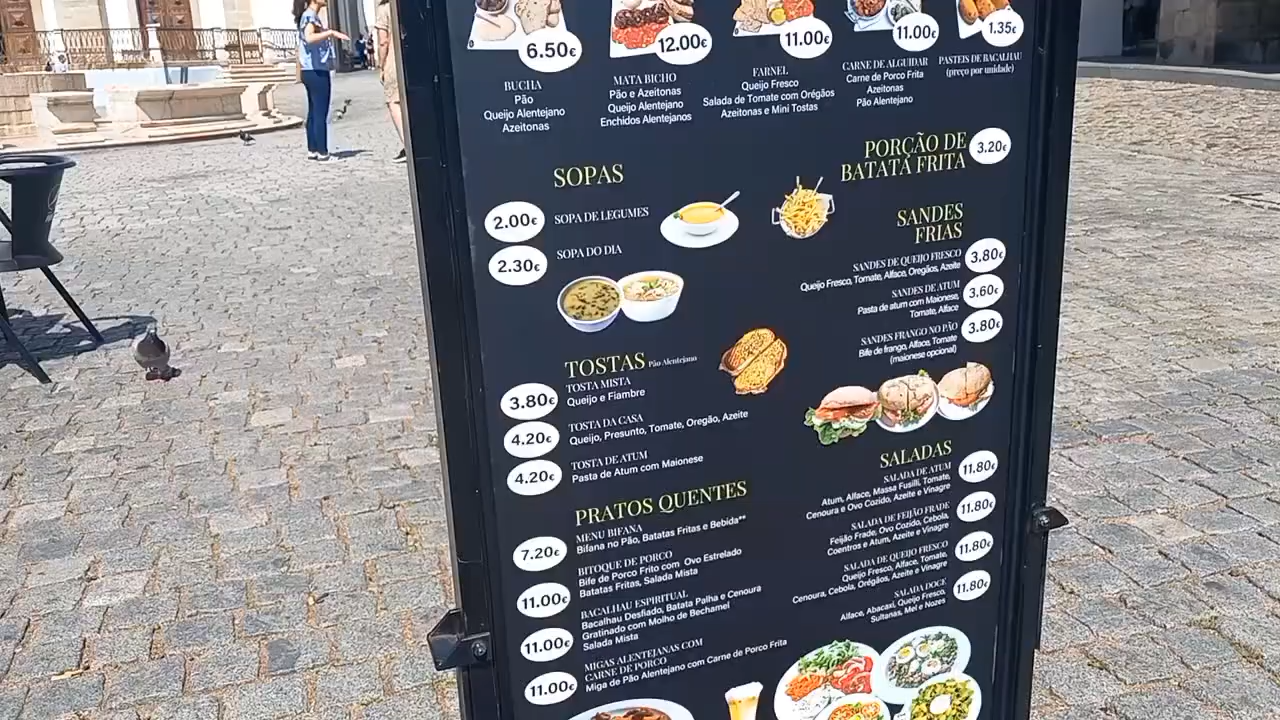 6.50€
BUCHA
Pão
Queijo Alentejano
Azeitonas
12.00€
MATA BICHO
Pão e Azeitonas
Queijo Alentejano
Enchidos Alentejanos
11.00€
FARNEL
Queijo Fresco
Salada de Tomate com Orégãos
Azeitonas e Mini Tostas
11.00€
CARNE DE ALGUIDAR
Carne de Porco Frita
Azeitonas
Pão Alentejano
1.35€
PASTEIS DE BACALHAU
(preço por unidade)
SOPAS
2.00€ SOPA DE LEGUMES
2.30€ SOPA DO DIA
TOSTAS Pão Alentejano
3.80€ TOSTA MISTA
Queijo e Fiambre
4.20€ TOSTA DA CASA
Queijo, Presunto, Tomate, Oregão, Azeite
4.20€ TOSTA DE ATUM
Pasta de Atum com Maionese
PRATOS QUENTES
7.20€ MENU BIFANA
Bifana no Pão, Batatas Fritas e Bebida**
11.00€ BITOQUE DE PORCO
Bife de Porco Frito com Ovo Estrelado
Batatas Fritas, Salada Mista
11.00€ BACALHAU ESPIRITUAL
Bacalhau Desfiado, Batata Palha e Cenoura
Gratinado com Molho de Bechamel
Salada Mista
11.00€ MIGAS ALENTEJANAS COM
CARNE DE PORCO
Miga de Pão Alentejano com Carne de Porco Frita
PORÇÃO DE
BATATA FRITA
3.20€
SANDES
FRIAS
SANDES DE QUEIJO FRESCO 3,80€
Queijo Fresco, Tomate, Alface, Oregãos, Azeite
SANDES DE ATUM 3.60€
Pasta de atum com Maionese,
Tomate, Alface
SANDES FRANGO NO PÃO 3.80€
Bife de frango, Alface, Tomate
(maionese opcional)
SALADAS
SALADA DE ATUM 11.80€
Atum, Alface, Massa Fusilli, Tomate,
Cenoura e Ovo Cozido, Azeite e Vinagre
SALADA DE FEIJÃO FRADE 11.80€
Feijão Frade, Ovo Cozido, Cebola,
Coentros e Atum, Azeite e Vinagre
SALADA DE QUEIJO FRESCO 11.80€
Queijo Fresco, Alface, Tomate,
Cenoura, Cebola, Orégãos, Azeite e Vinagre
SALADA DOCE 11.80€
Alface, Abacaxi, Queijo Fresco,
Sultanas, Mel e Nozes